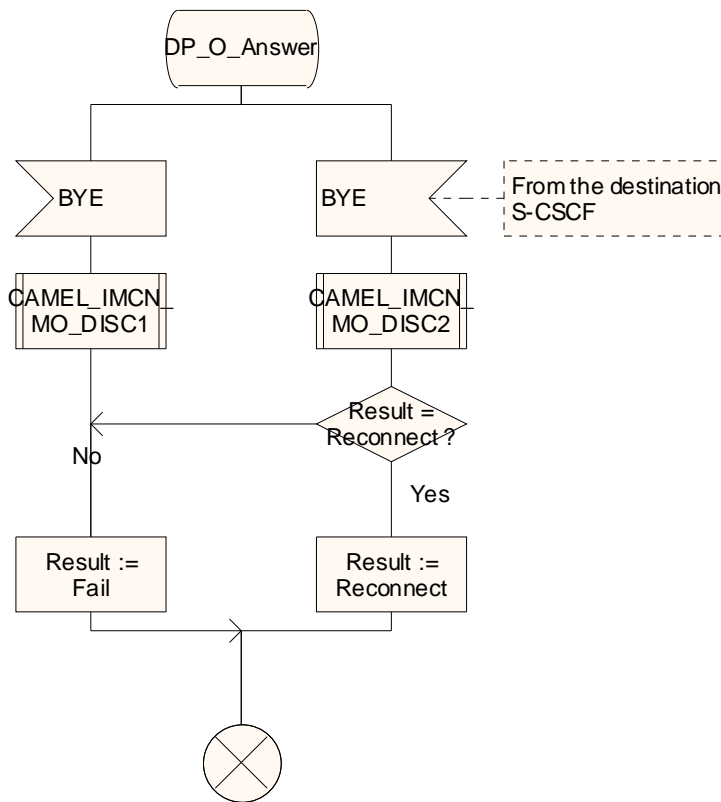 DP_O_Answer
BYE
BYE
From the destination
S-CSCF
CAMEL_IMCN_
MO_DISC1
CAMEL_IMCN_
MO_DISC2
Result =
Reconnect ?
No
Yes
Result :=
Fail
Result :=
Reconnect